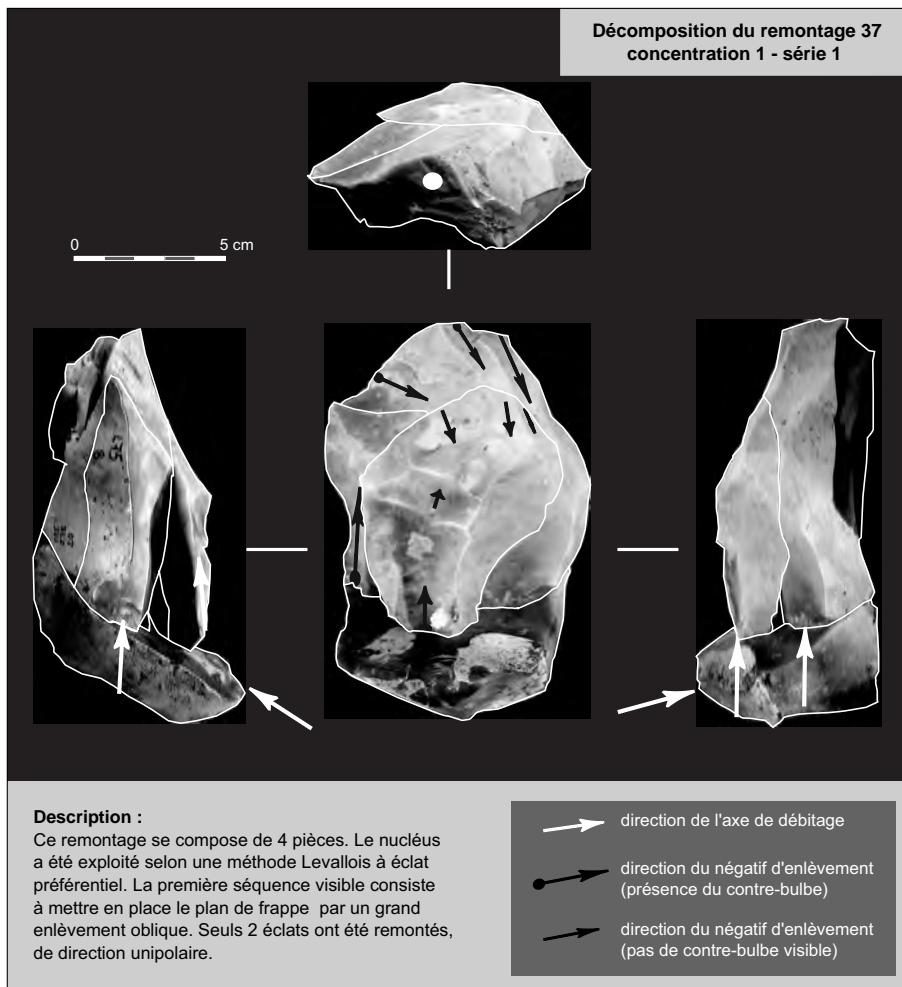 Décomposition du remontage 37
concentration 1 - série 1
0 5 cm
Description :
Ce remontage se compose de 4 pièces. Le nucléus
a été exploité selon une méthode Levallois à éclat
préférentiel. La première séquence visible consiste
à mettre en place le plan de frappe par un grand
enlèvement oblique. Seuls 2 éclats ont été remontés,
de direction unipolaire.
direction de l'axe de débitage
direction du négatif d'enlèvement
(présence du contre-bulbe)
direction du négatif d'enlèvement
(pas de contre-bulbe visible)